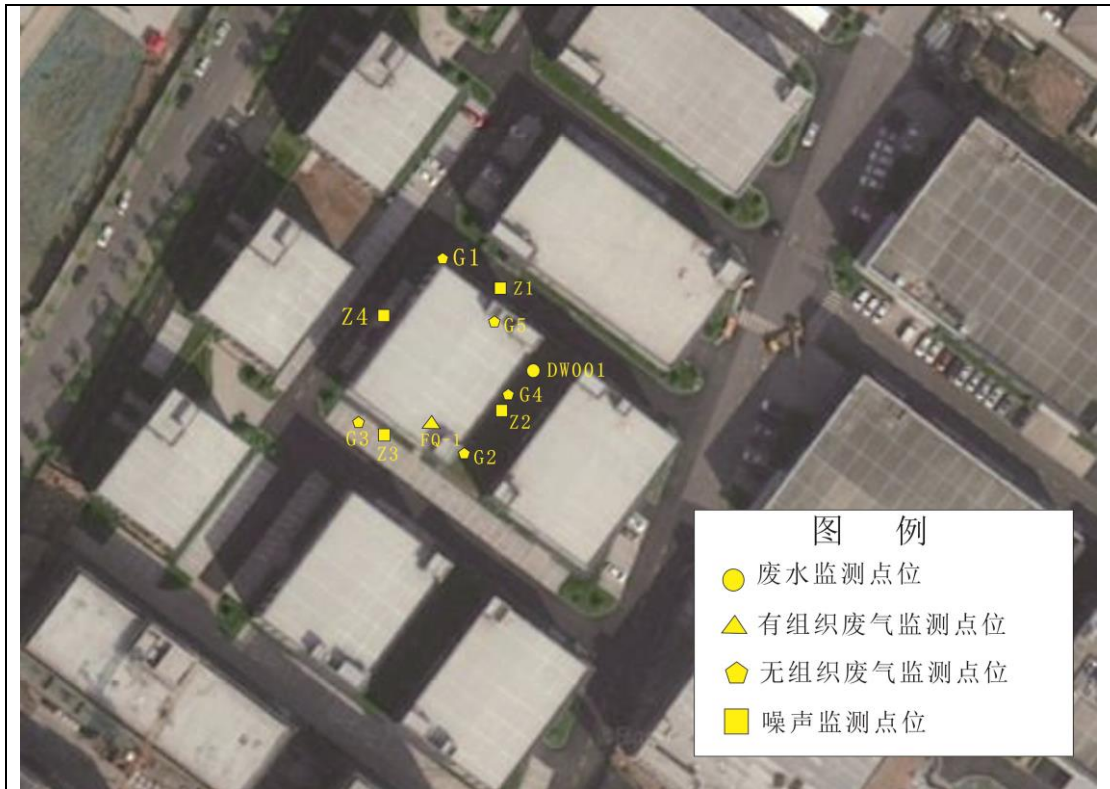 G1
Z1
Z4
G5
DW001
G4
Z2
G3
FQ-1
Z3
G2
图 例
废水监测点位
有组织废气监测点位
无组织废气监测点位
噪声监测点位